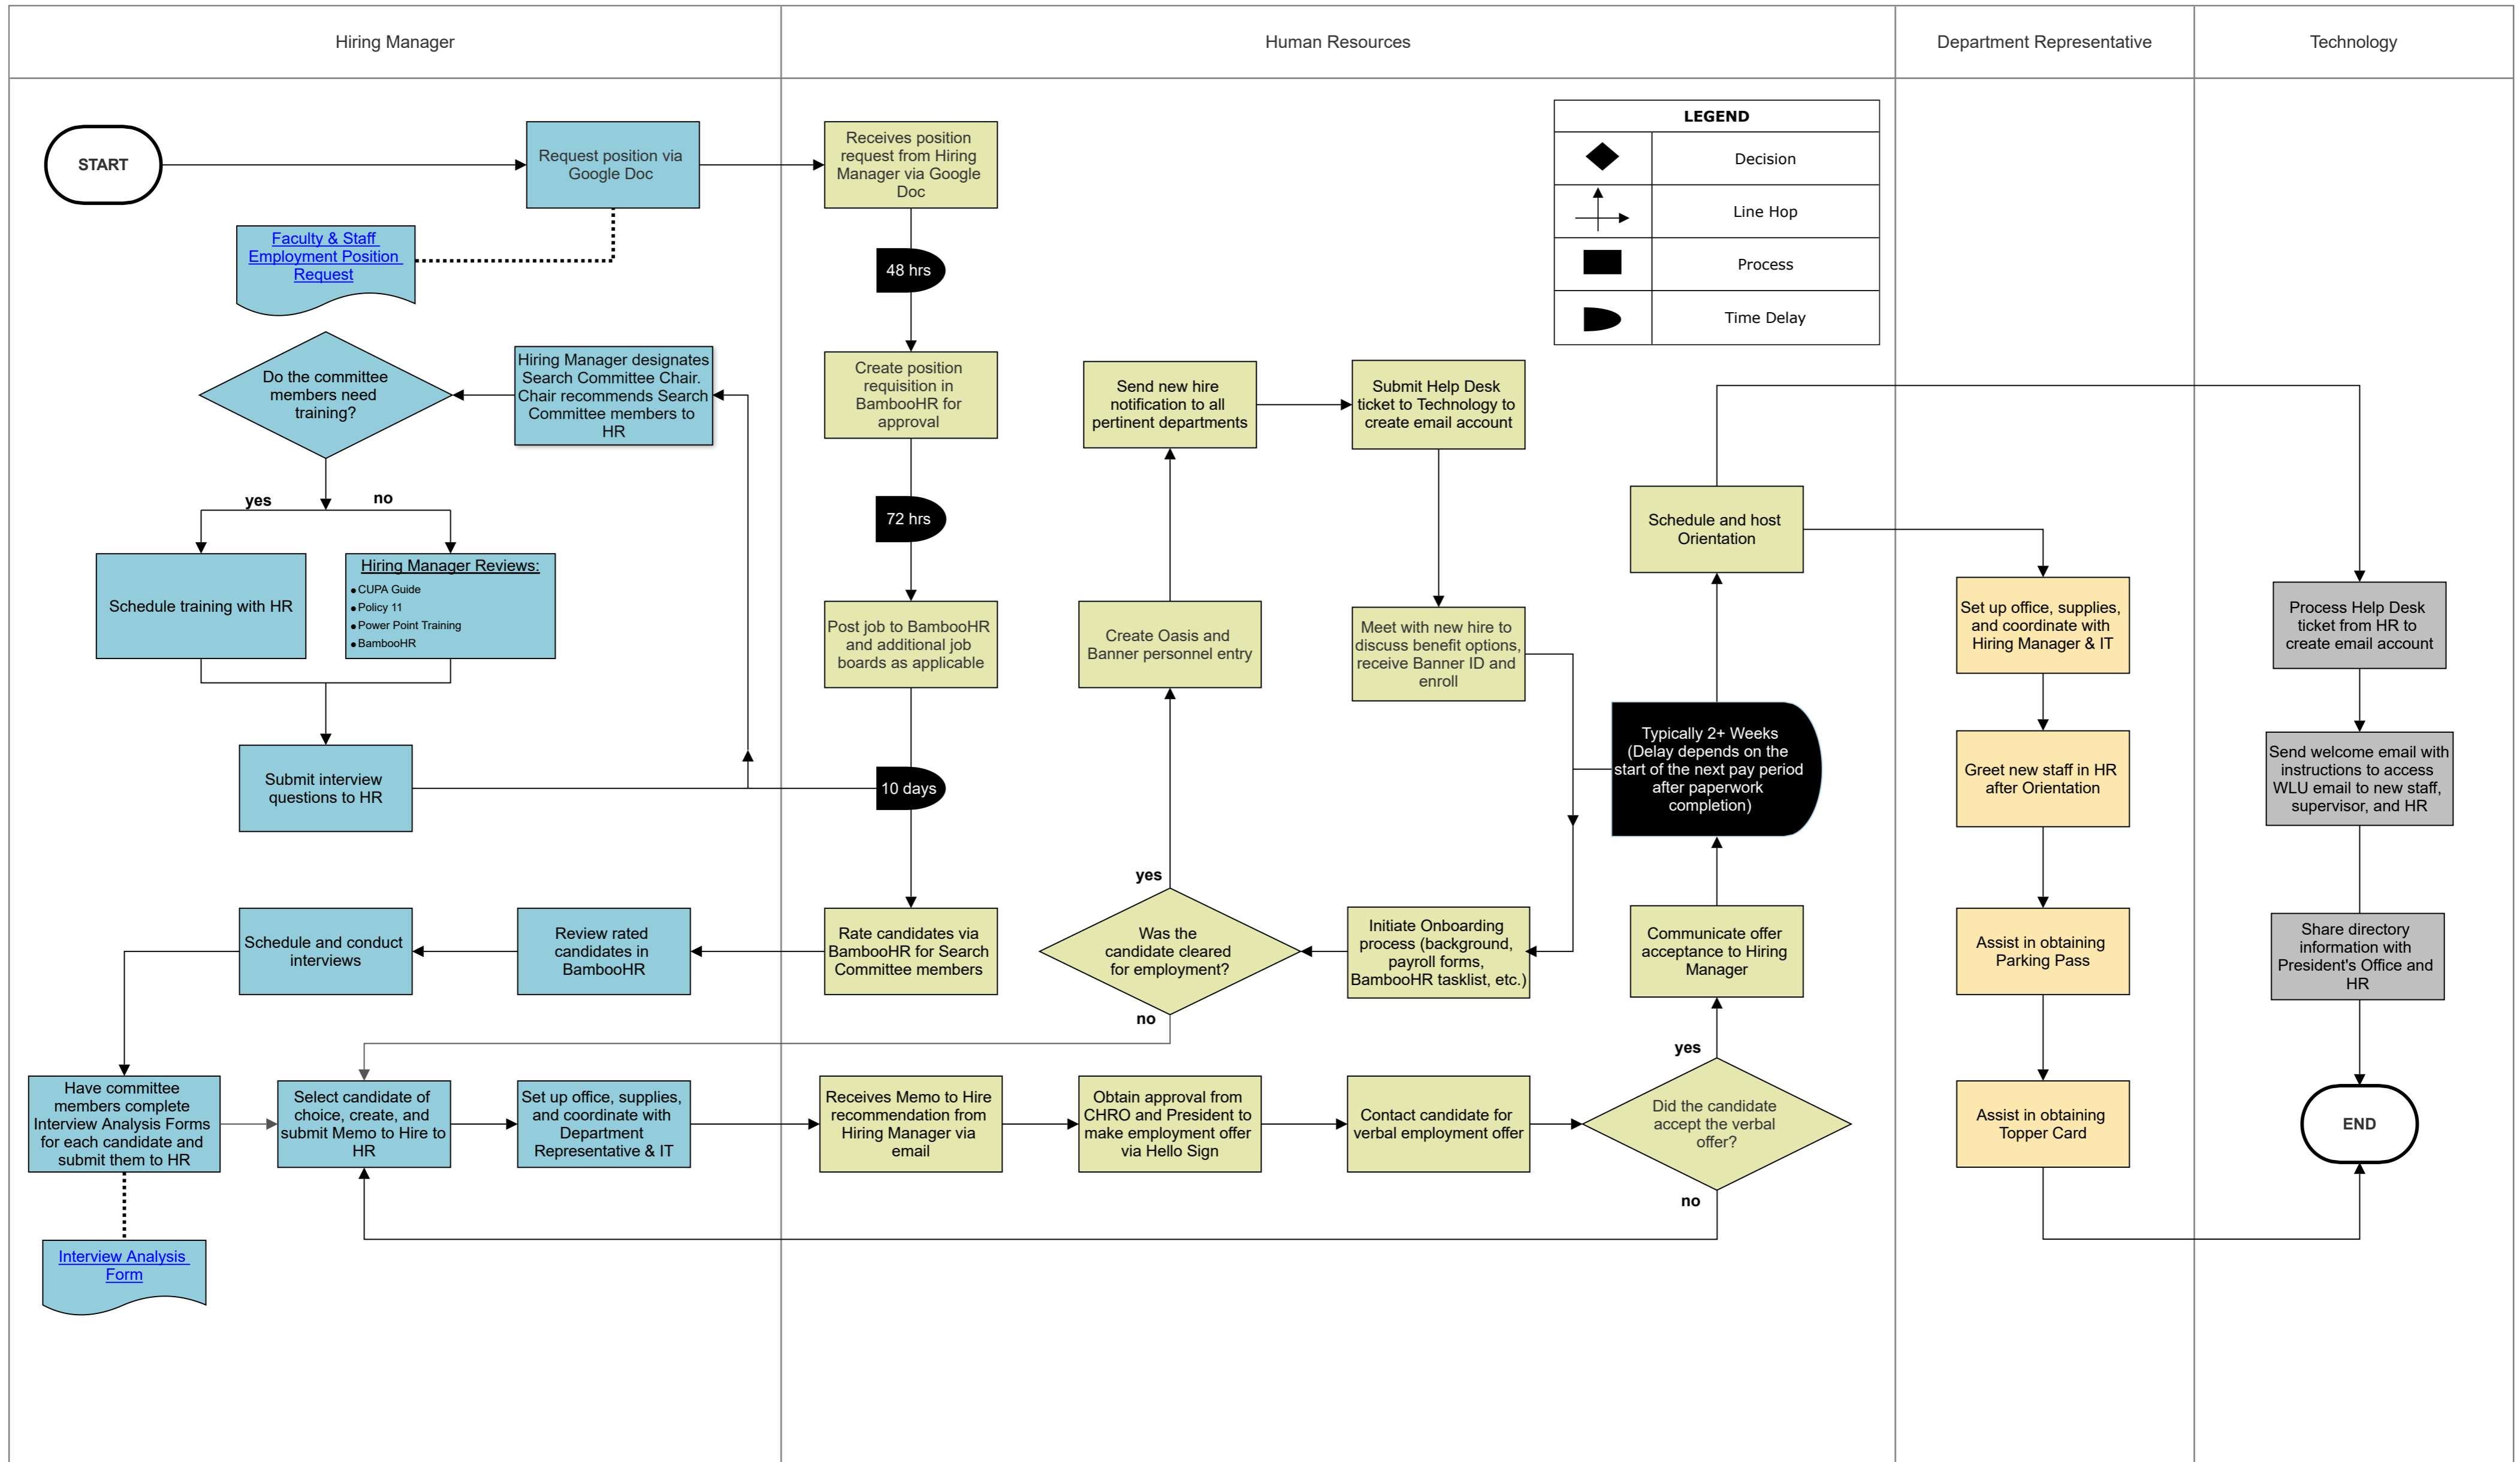 Hiring Manager
Human Resources
Department Representative
Technology
START
Request position via
Google Doc
Faculty & Staff
Employment Position
Request
Receives position
request from Hiring
Manager via Google
Doc
48 hrs
LEGEND
Decision
Line Hop
Process
Time Delay
Do the committee
members need
training?
Hiring Manager designates
Search Committee Chair.
Chair recommends Search
Committee members to
HR
Create position
requisition in
BambooHR for
approval
Send new hire
notification to all
pertinent departments
Submit Help Desk
ticket to Technology to
create email account
yes
no
72 hrs
Schedule and host
Orientation
Schedule training with HR
Hiring Manager Reviews:
• CUPA Guide
• Policy 11
• Power Point Training
• BambooHR
Post job to BambooHR
and additional job
boards as applicable
Create Oasis and
Banner personnel entry
Meet with new hire to
discuss benefit options,
receive Banner ID and
enroll
Set up office, supplies,
and coordinate with
Hiring Manager & IT
Process Help Desk
ticket from HR to
create email account
Submit interview
questions to HR
10 days
Typically 2+ Weeks
(Delay depends on the
start of the next pay period
after paperwork
completion)
Greet new staff in HR
after Orientation
Send welcome email with
instructions to access
WLU email to new staff,
supervisor, and HR
Schedule and conduct
interviews
Review rated
candidates in
BambooHR
Rate candidates via
BambooHR for Search
Committee members
yes
Was the
candidate cleared
for employment?
no
Initiate Onboarding
process (background,
payroll forms,
BambooHR tasklist, etc.)
Communicate offer
acceptance to Hiring
Manager
Assist in obtaining
Parking Pass
Share directory
information with
President's Office and
HR
Have committee
members complete
Interview Analysis Forms
for each candidate and
submit them to HR
Select candidate of
choice, create, and
submit Memo to Hire to
HR
Set up office, supplies,
and coordinate with
Department
Representative & IT
Receives Memo to Hire
recommendation from
Hiring Manager via
email
Obtain approval from
CHRO and President to
make employment offer
via Hello Sign
Contact candidate for
verbal employment offer
yes
Did the candidate
accept the verbal
offer?
no
Assist in obtaining
Topper Card
END
Interview Analysis
Form